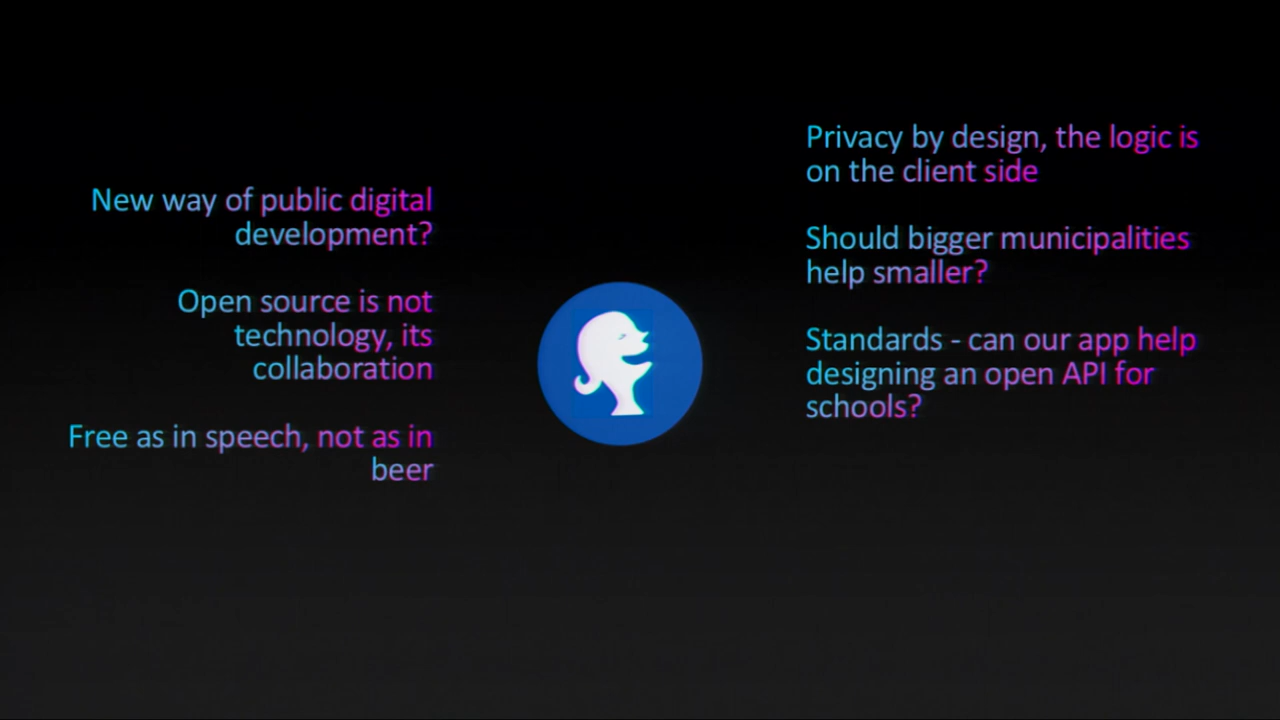 New way of public digital
development?
Open source is not
technology, its
collaboration
Free as in speech, not as in
beer
Privacy by design, the logic is
on the client side
Should bigger municipalities
help smaller?
Standards - can our app help
designing an open API for
schools?